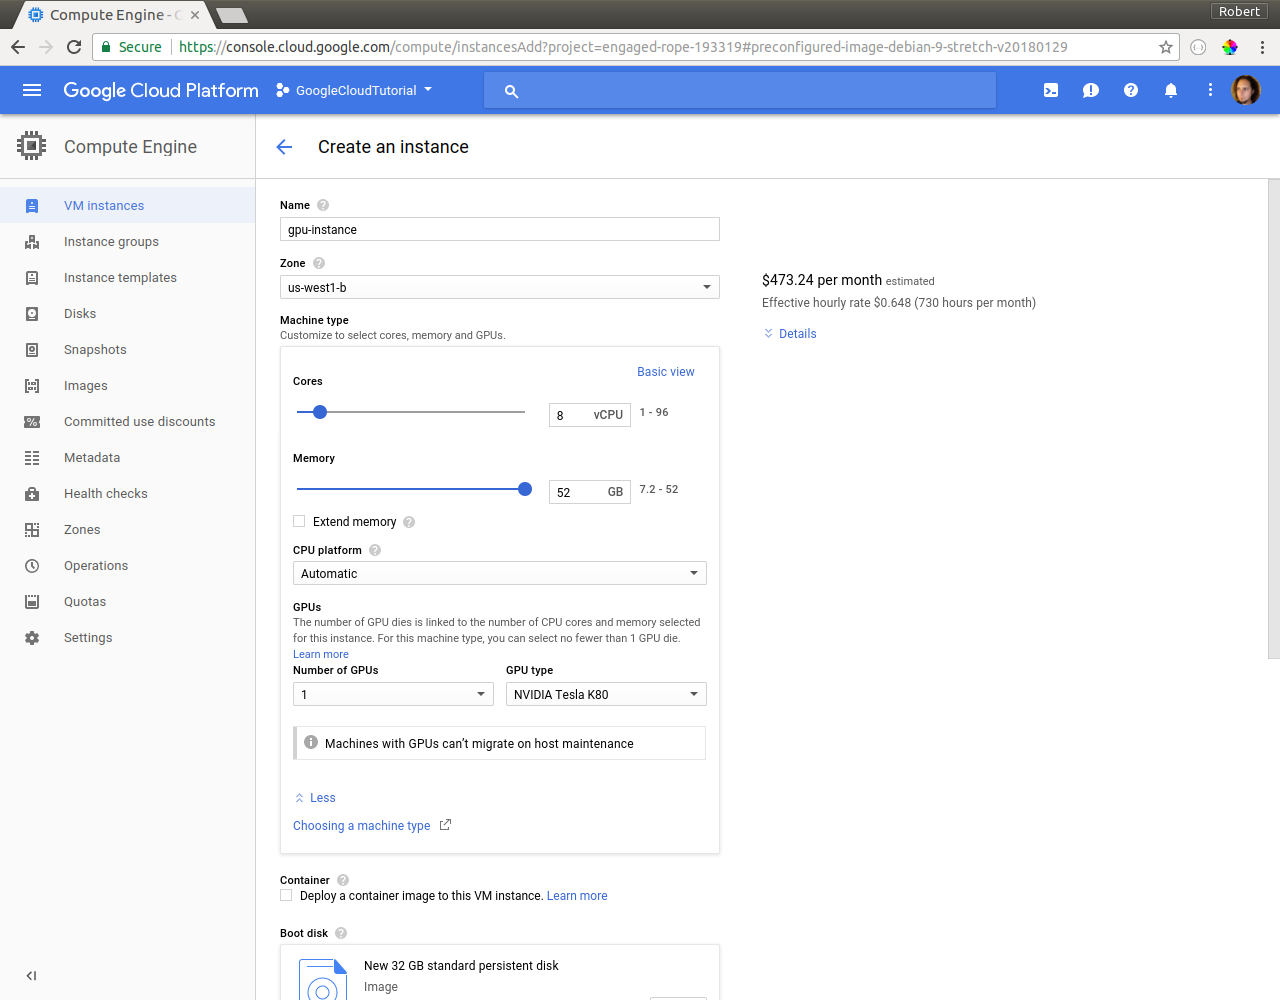 Compute Engine - C
Robert
Secure
https://console.cloud.google.com/compute/instancesAdd?project=engaged-rope-193319#preconfigured-image-debian-9-stretch-v20180129
Google Cloud Platform
GoogleCloudTutorial
Compute Engine
Create an instance
VM instances
Instance groups
Instance templates
Disks
Snapshots
Images
Committed use discounts
Metadata
Health checks
Zones
Operations
Quotas
Settings
Name
gpu-instance
Zone
us-west1-b
Machine type
Customize to select cores, memory and GPUs.
Basic view
Cores
8 vCPU 1 - 96
Memory
52 GB 7.2 - 52
Extend memory
CPU platform
Automatic
GPUs
The number of GPU dies is linked to the number of CPU cores and memory selected
for this instance. For this machine type, you can select no fewer than 1 GPU die.
Learn more
Number of GPUs GPU type
1 NVIDIA Tesla K80
Machines with GPUs can't migrate on host maintenance
Less
Choosing a machine type
Container
Deploy a container image to this VM instance. Learn more
Boot disk
New 32 GB standard persistent disk
Image
$473.24 per month estimated
Effective hourly rate $0.648 (730 hours per month)
Details